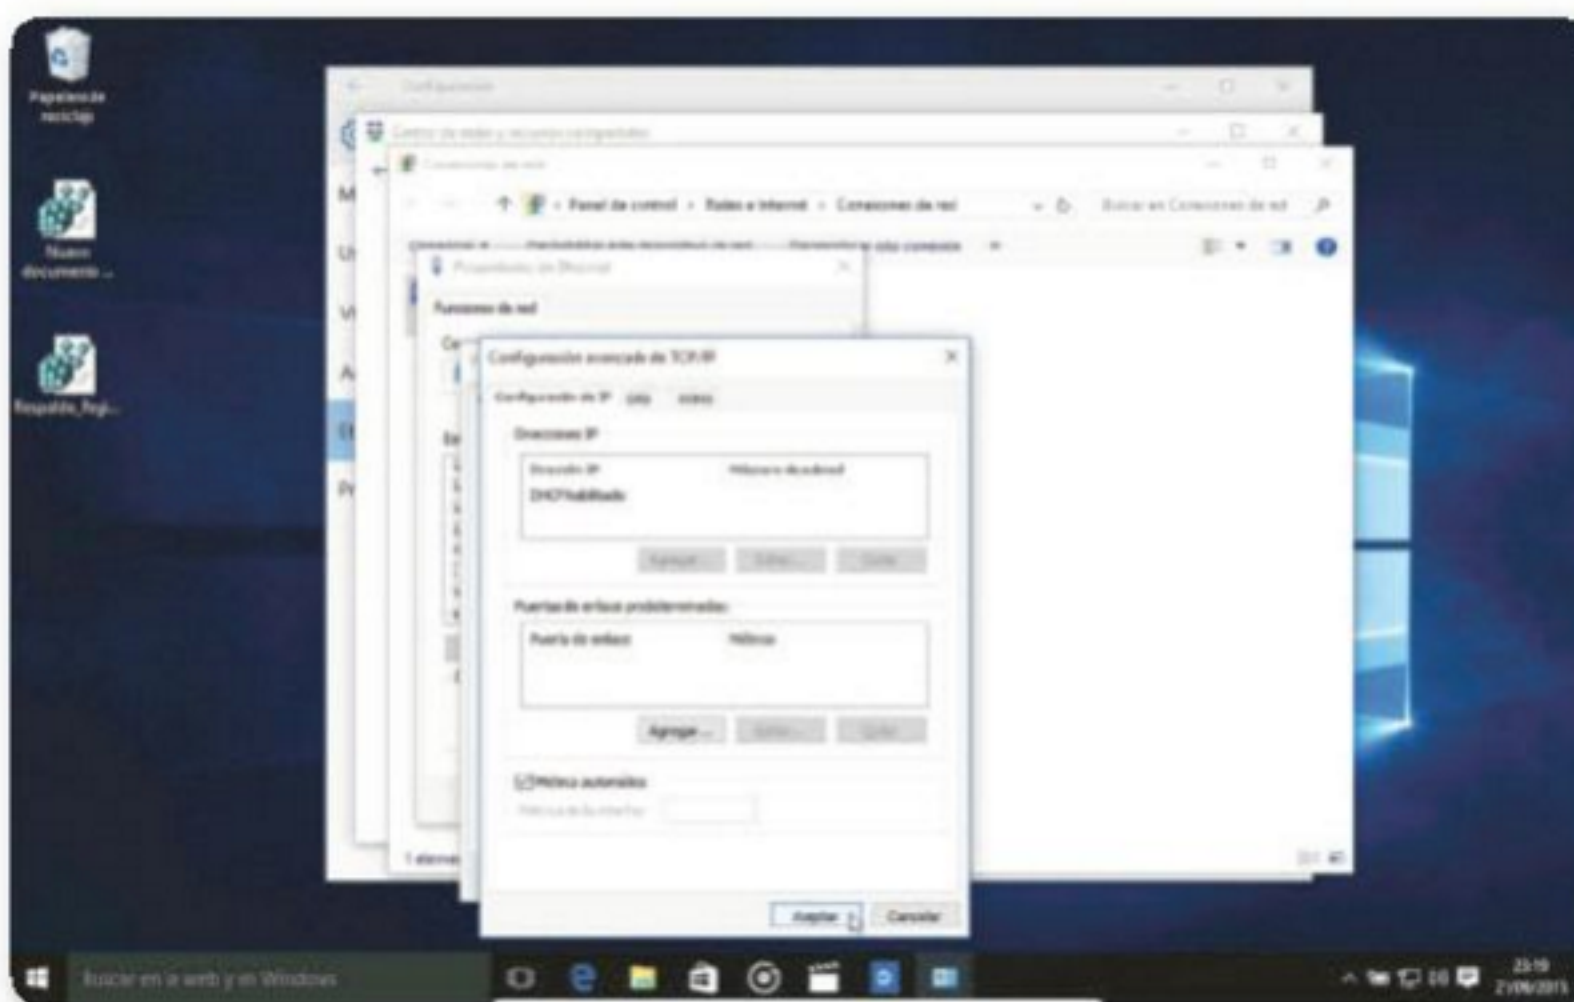 Papelera de
reciclaje
Nuevo
documento ...
Respaldo_Regi...
Configuración
Centro de redes y recursos compartidos
Conexiones de red
Panel de control › Redes e Internet › Conexiones de red
Buscar en Conexiones de red
Propiedades de Ethernet
Funciones de red
Configuración avanzada de TCP/IP
Configuración de IP DNS WINS
Direcciones IP
Dirección IP Máscara de subred
DHCP habilitado
Agregar... Editar... Quitar
Puertas de enlace predeterminadas:
Puerta de enlace Métrica
Agregar... Editar... Quitar
Métrica automática
Métrica de la interfaz:
Aceptar Cancelar
Buscar en la web y en Windows
23:19